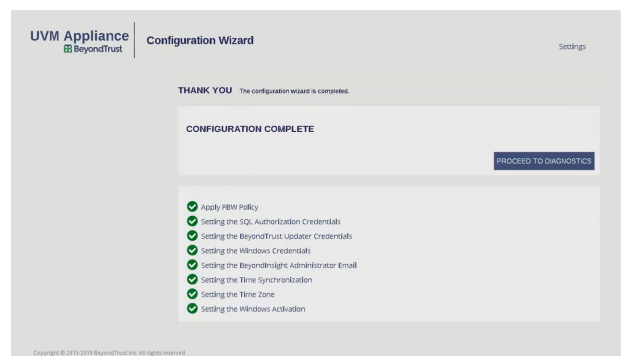 UVM Appliance
BeyondTrust
Configuration Wizard
Settings
THANK YOU The configuration wizard is completed.
CONFIGURATION COMPLETE
PROCEED TO DIAGNOSTICS
Apply PBW Policy
Setting the SQL Authorization Credentials
Setting the BeyondTrust Updater Credentials
Setting the Windows Credentials
Setting the BeyondInsight Administrator Email
Setting the Time Synchronization
Setting the Time Zone
Setting the Windows Activation
Copyright © 2015-2019 BeyondTrust Inc. All rights reserved.